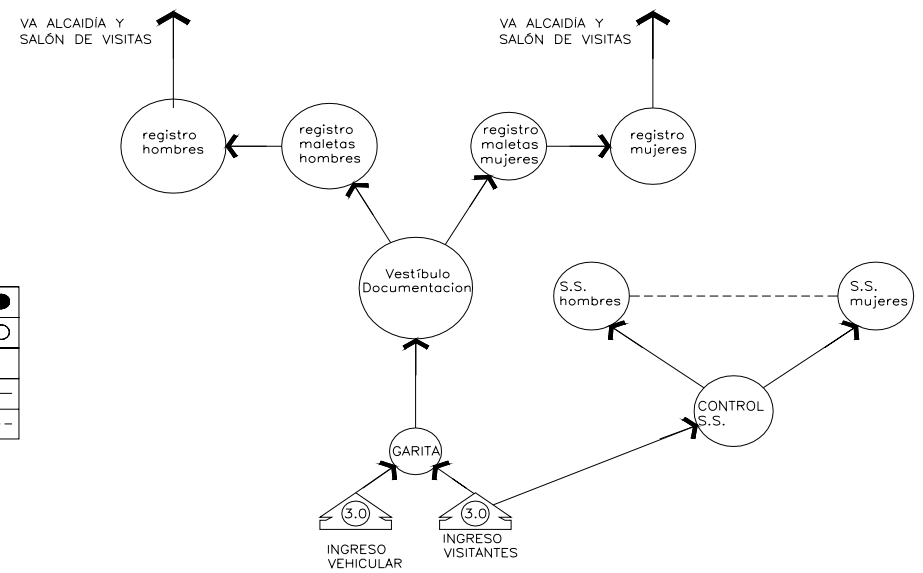 VA ALCAIDÍA Y
SALÓN DE VISITAS
VA ALCAIDÍA Y
SALÓN DE VISITAS
registro
hombres
registro
maletas
hombres
registro
maletas
mujeres
registro
mujeres
Vestíbulo
Documentacion
S.S.
hombres
S.S.
mujeres
CONTROL
S.S.
GARITA
3.0
3.0
INGRESO
VEHICULAR
INGRESO
VISITANTES